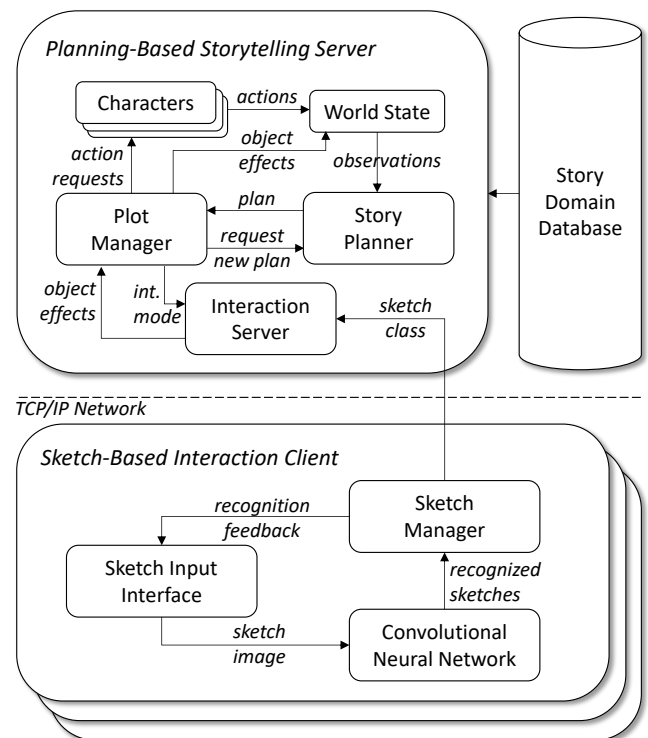 Planning-Based Storytelling Server
Characters
actions
World State
action
requests
object
effects
observations
Plot
Manager
plan
request
new plan
Story
Planner
Story
Domain
Database
object
effects
int.
mode
Interaction
Server
sketch
class
TCP/IP Network
Sketch-Based Interaction Client
recognition
feedback
Sketch
Manager
Sketch Input
Interface
recognized
sketches
sketch
image
Convolutional
Neural Network